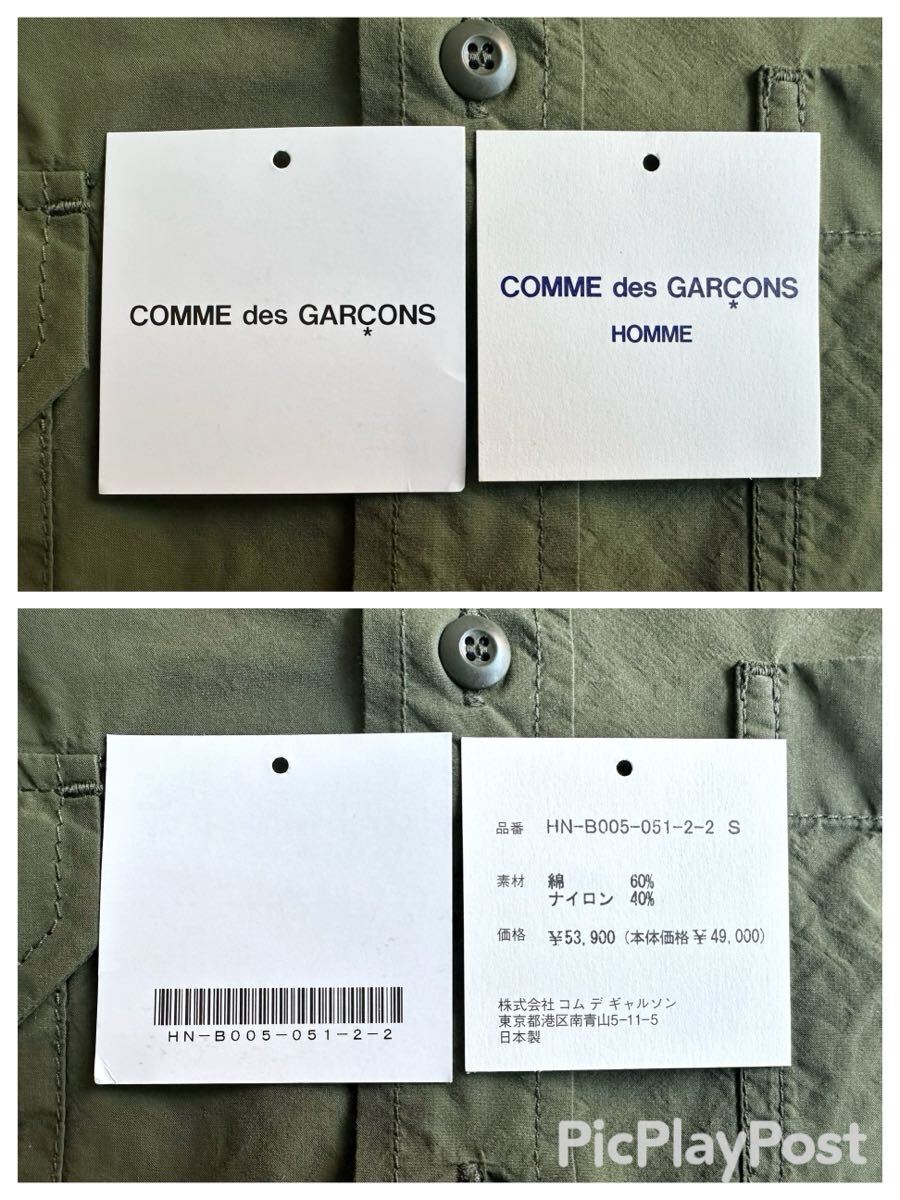 COMME des GARÇONS
*
COMME des GARÇONS
*
HOMME
HN-B005-051-2-2
品番 HN-B005-051-2-2 S
素材 綿 60%
ナイロン 40%
価格 ¥53,900 (本体価格 ¥49,000)
株式会社 コム デ ギャルソン
東京都港区南青山5-11-5
日本製
PicPlayPost